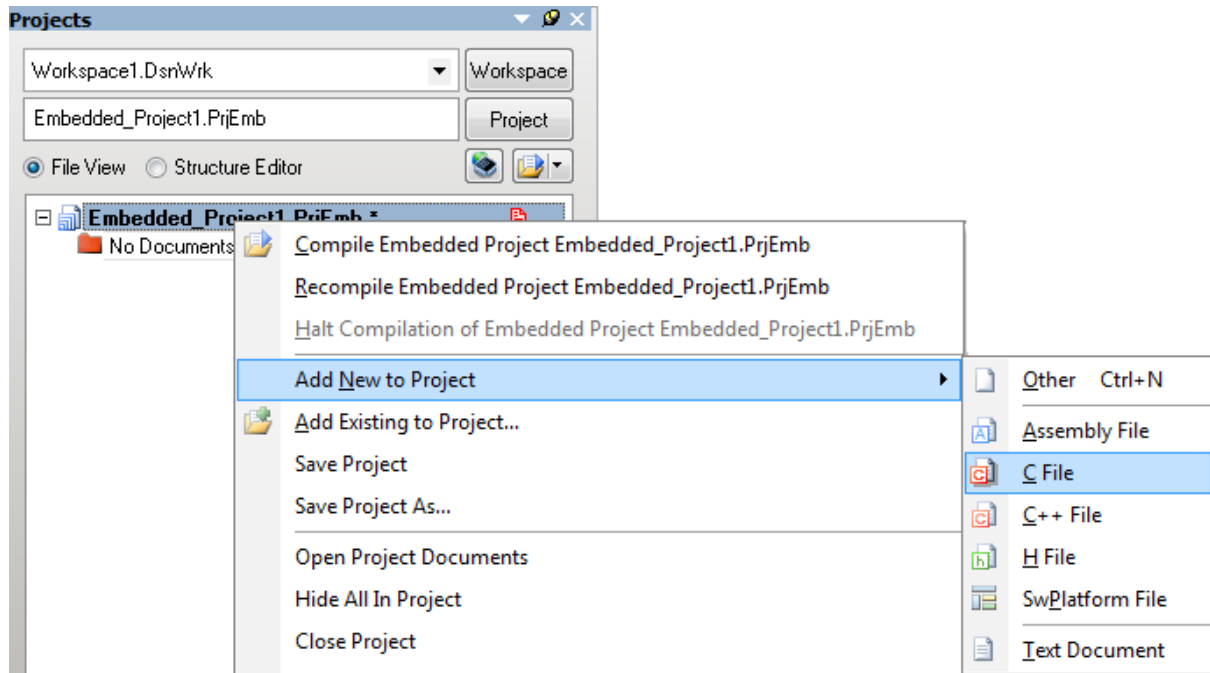 Projects
Workspace1.DsnWrk
Workspace
Embedded_Project1.PrjEmb
Project
File View
Structure Editor
Embedded_Project1.PrjEmb *
No Documents
Compile Embedded Project Embedded_Project1.PrjEmb
Recompile Embedded Project Embedded_Project1.PrjEmb
Halt Compilation of Embedded Project Embedded_Project1.PrjEmb
Add New to Project
Add Existing to Project...
Save Project
Save Project As...
Open Project Documents
Hide All In Project
Close Project
Other Ctrl+N
Assembly File
C File
C++ File
H File
SwPlatform File
Text Document